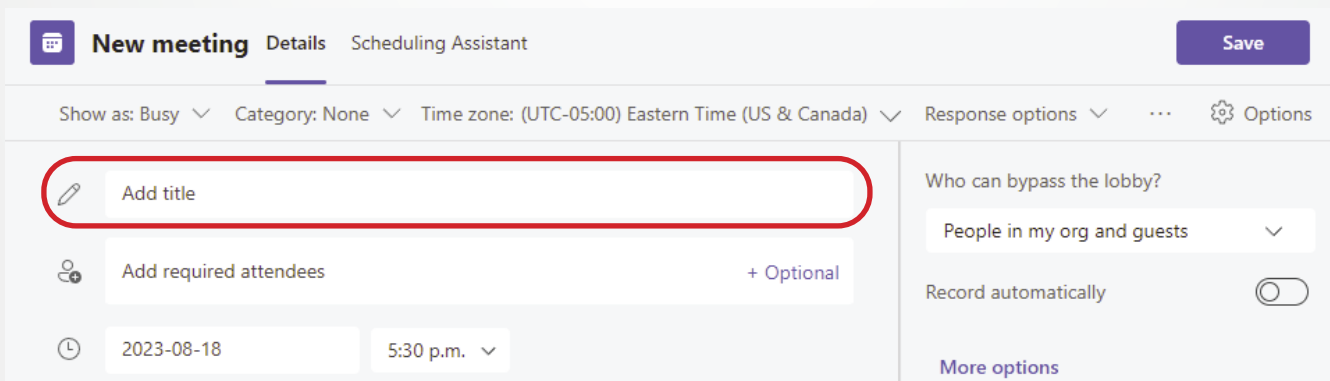 New meeting Details Scheduling Assistant Save
Show as: Busy Category: None Time zone: (UTC-05:00) Eastern Time (US & Canada) Response options ... Options
Add title
Who can bypass the lobby?
People in my org and guests
Add required attendees + Optional
Record automatically
2023-08-18 5:30 p.m.
More options